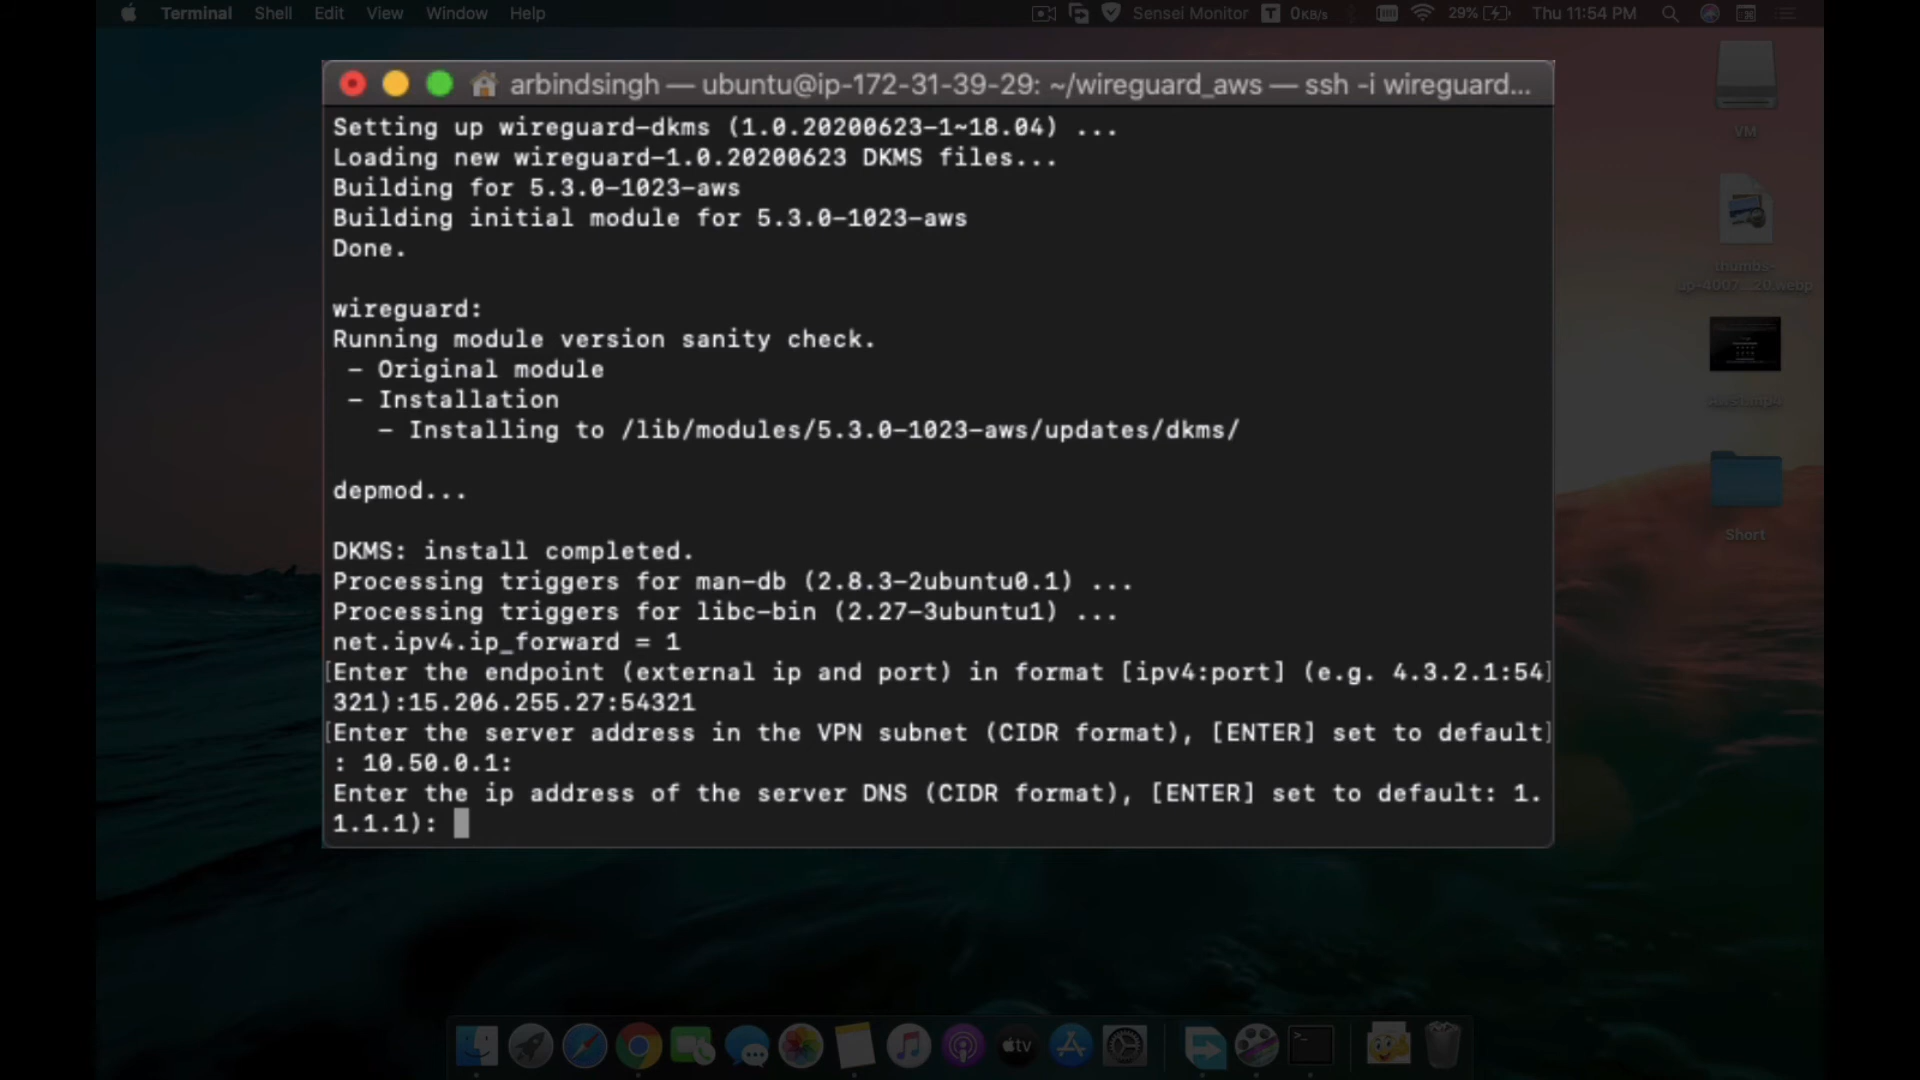 Terminal Shell Edit View Window Help Sensei Monitor 0KB/s 29% Thu 11:54 PM
arbindsingh — ubuntu@ip-172-31-39-29: ~/wireguard_aws — ssh -i wireguard...
Setting up wireguard-dkms (1.0.20200623-1~18.04) ...
Loading new wireguard-1.0.20200623 DKMS files...
Building for 5.3.0-1023-aws
Building initial module for 5.3.0-1023-aws
Done.
wireguard:
Running module version sanity check.
- Original module
- Installation
- Installing to /lib/modules/5.3.0-1023-aws/updates/dkms/
depmod...
DKMS: install completed.
Processing triggers for man-db (2.8.3-2ubuntu0.1) ...
Processing triggers for libc-bin (2.27-3ubuntu1) ...
net.ipv4.ip_forward = 1
[Enter the endpoint (external ip and port) in format [ipv4:port] (e.g. 4.3.2.1:54]
321):15.206.255.27:54321
[Enter the server address in the VPN subnet (CIDR format), [ENTER] set to default]
: 10.50.0.1:
Enter the ip address of the server DNS (CIDR format), [ENTER] set to default: 1.
1.1.1):
VM
thumbs-
up-4007...20.webp
Short
tv